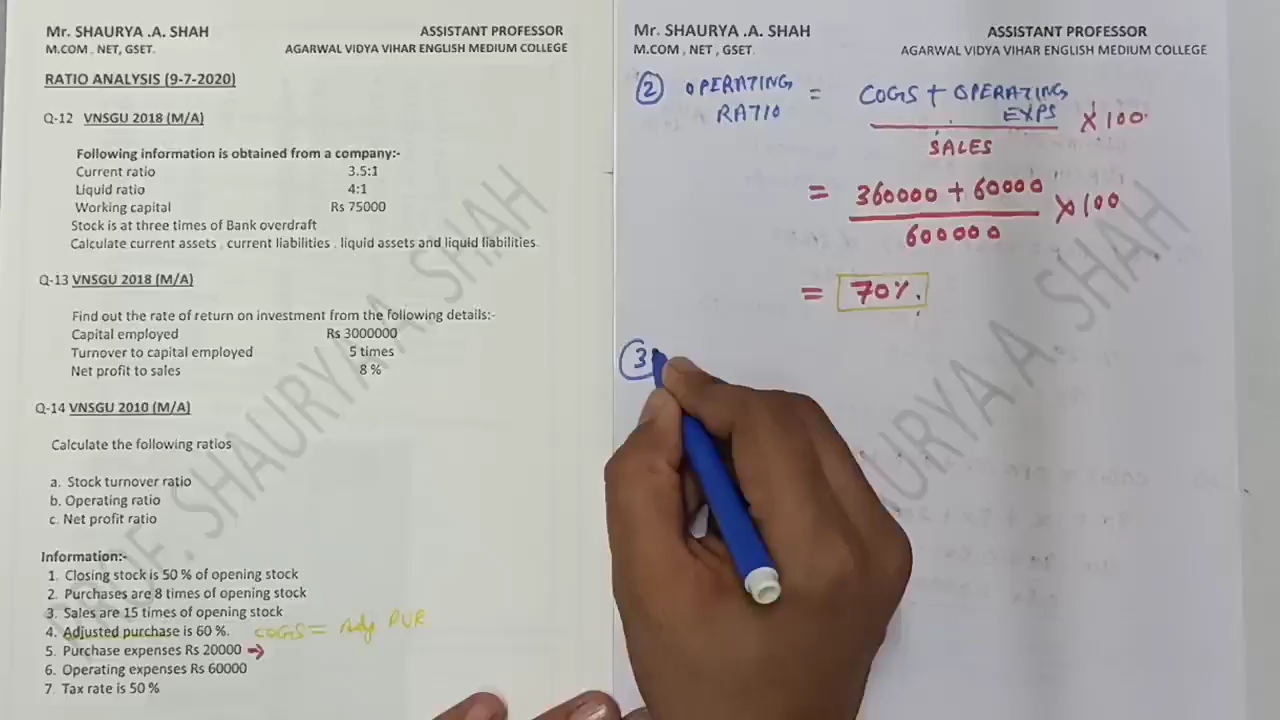 Mr. SHAURYA .A. SHAH
ASSISTANT PROFESSOR
M.COM , NET, GSET.
AGARWAL VIDYA VIHAR ENGLISH MEDIUM COLLEGE
RATIO ANALYSIS (9-7-2020)
Q-12 VNSGU 2018 (M/A)
Following information is obtained from a company:-
Current ratio 3.5:1
Liquid ratio 4:1
Working capital Rs 75000
Stock is at three times of Bank overdraft
Calculate current assets , current liabilities , liquid assets and liquid liabilities.
Q-13 VNSGU 2018 (M/A)
Find out the rate of return on investment from the following details:-
Capital employed Rs 3000000
Turnover to capital employed 5 times
Net profit to sales 8 %
Q-14 VNSGU 2010 (M/A)
Calculate the following ratios
a. Stock turnover ratio
b. Operating ratio
c. Net profit ratio
Information:-
1. Closing stock is 50 % of opening stock
2. Purchases are 8 times of opening stock
3. Sales are 15 times of opening stock
4. Adjusted purchase is 60 %. COGS = Adj PUR
5. Purchase expenses Rs 20000 →
6. Operating expenses Rs 60000
7. Tax rate is 50 %
PROF. SHAURYA A. SHAH
Mr. SHAURYA .A. SHAH
ASSISTANT PROFESSOR
M.COM , NET, GSET.
AGARWAL VIDYA VIHAR ENGLISH MEDIUM COLLEGE
2 OPERATING = COGS + OPERATING
RATIO EXPS × 100
SALES
= 360000 + 60000 × 100
600000
= 70%.
3
SHAURYA A. SHAH